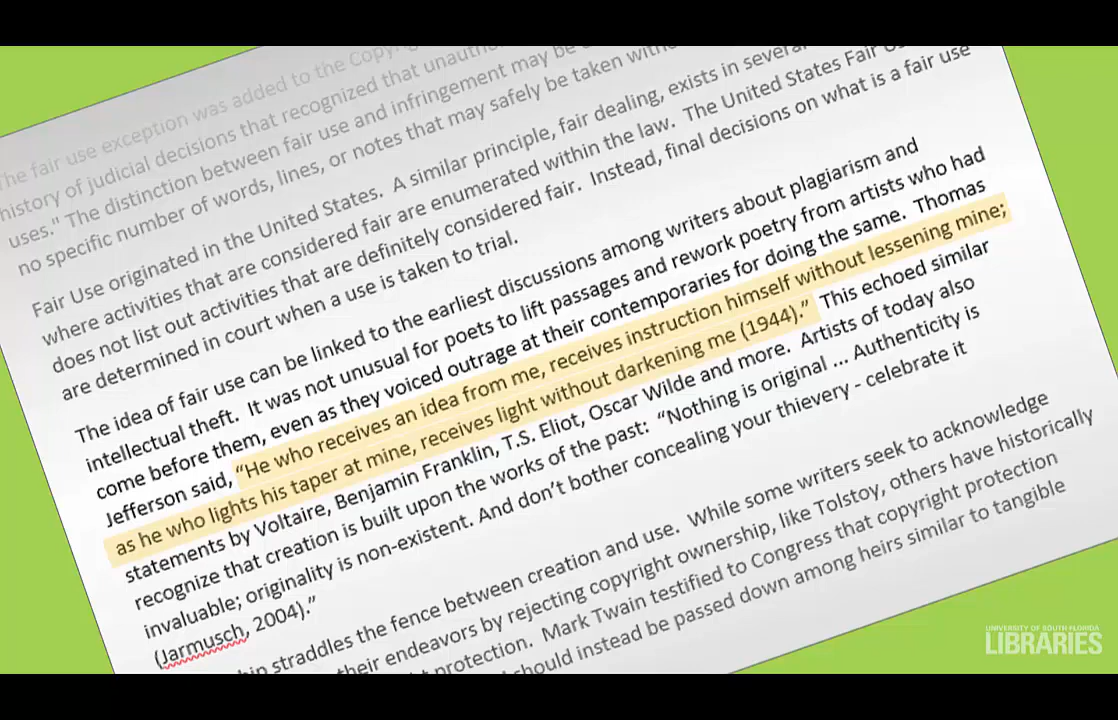 The fair use exception was added to the Copyrig
history of judicial decisions that recognized that unauth
uses." The distinction between fair use and infringement may be
no specific number of words, lines, or notes that may safely be taken with
Fair Use originated in the United States. A similar principle, fair dealing, exists in several
where activities that are considered fair are enumerated within the law. The United States Fair U
does not list out activities that are definitely considered fair. Instead, final decisions on what is a fair use
are determined in court when a use is taken to trial.
The idea of fair use can be linked to the earliest discussions among writers about plagiarism and
intellectual theft. It was not unusual for poets to lift passages and rework poetry from artists who had
come before them, even as they voiced outrage at their contemporaries for doing the same. Thomas
Jefferson said, “He who receives an idea from me, receives instruction himself without lessening mine;
as he who lights his taper at mine, receives light without darkening me (1944).” This echoed similar
statements by Voltaire, Benjamin Franklin, T.S. Eliot, Oscar Wilde and more. Artists of today also
recognize that creation is built upon the works of the past: “Nothing is original ... Authenticity is
invaluable; originality is non-existent. And don’t bother concealing your thievery - celebrate it
(Jarmusch, 2004).”
hip straddles the fence between creation and use. While some writers seek to acknowledge
their endeavors by rejecting copyright ownership, like Tolstoy, others have historically
t protection. Mark Twain testified to Congress that copyright protection
should instead be passed down among heirs similar to tangible
UNIVERSITY OF SOUTH FLORIDA
LIBRARIES